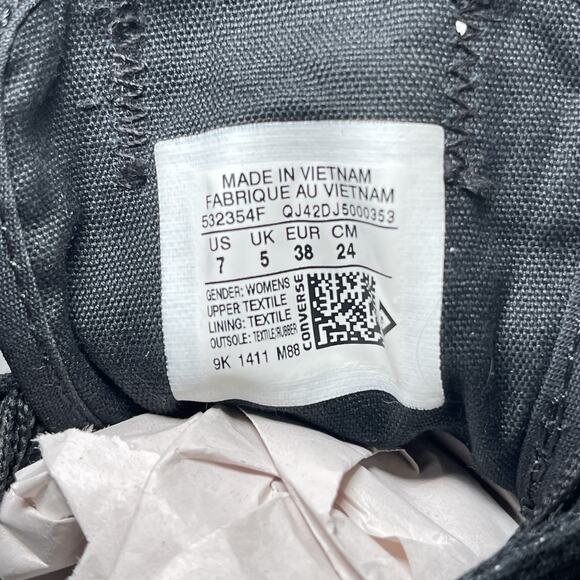 MADE IN VIETNAM
FABRIQUE AU VIETNAM
532354F QJ42DJ5000353
US UK EUR CM
7 5 38 24
GENDER: WOMENS
UPPER TEXTILE
LINING: TEXTILE
OUTSOLE: TEXTILE/RUBBER
9K 1411 M88
CONVERSE